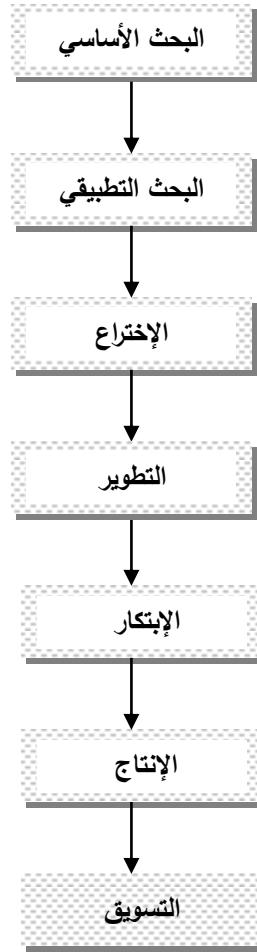 البحث الأساسي
البحث التطبيقي
الإختراع
التطوير
الإبتكار
الإنتاج
التسويق